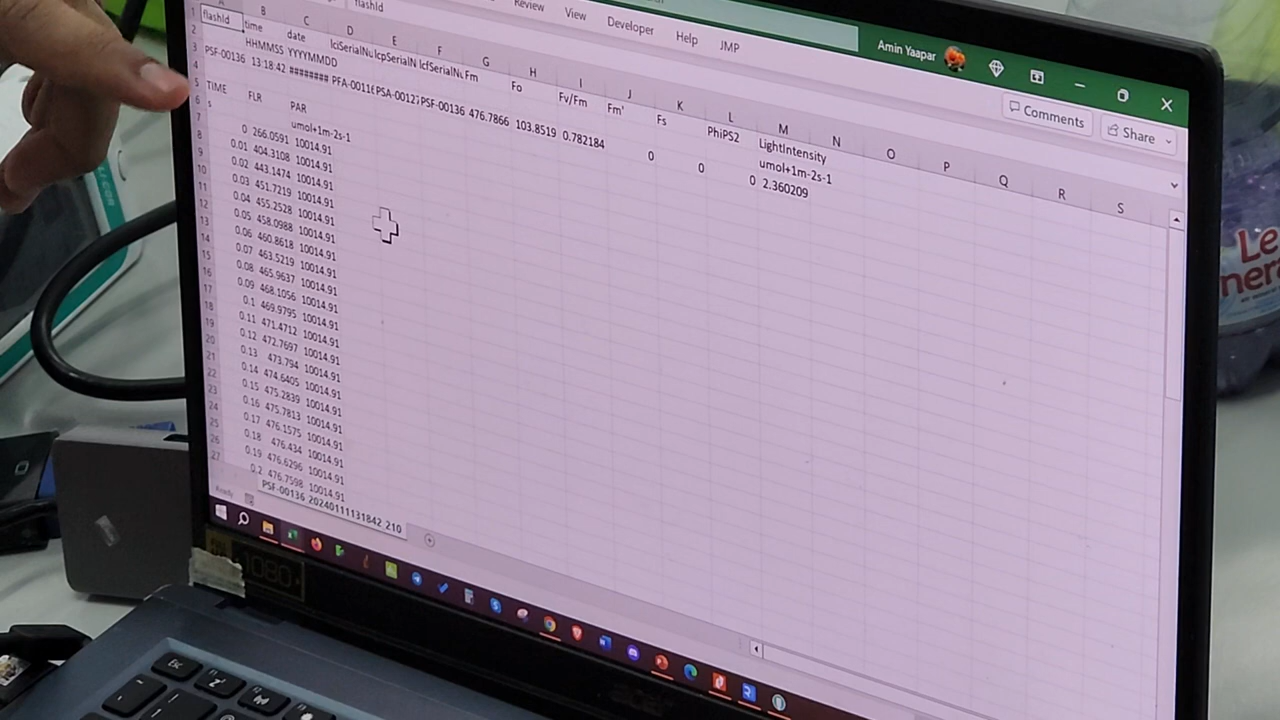 flashId
Review View Developer Help JMP
Amin Yaapar
Comments Share
A B C D E F G H I J K L M N O P Q R S
flashId time date lciSerialNu lcpSerialN lcfSerialNu Fm Fo Fv/Fm Fm' Fs PhiPS2 LightIntensity
HHMMSS YYYYMMDD umol+1m-2s-1
PSF-00136 13:18:42 ######## PFA-00116 PSA-00127 PSF-00136 476.7866 103.8519 0.782184 0 0 0 2.360209
TIME FLR PAR
s umol+1m-2s-1
0 266.0591 10014.91
0.01 404.3108 10014.91
0.02 443.1474 10014.91
0.03 451.7219 10014.91
0.04 455.2528 10014.91
0.05 458.0988 10014.91
0.06 460.8618 10014.91
0.07 463.5219 10014.91
0.08 465.9637 10014.91
0.09 468.1056 10014.91
0.1 469.9795 10014.91
0.11 471.4712 10014.91
0.12 472.7697 10014.91
0.13 473.794 10014.91
0.14 474.6405 10014.91
0.15 475.2839 10014.91
0.16 475.7813 10014.91
0.17 476.1575 10014.91
0.18 476.434 10014.91
0.19 476.6296 10014.91
0.2 476.7598 10014.91
PSF-00136_20240111131842_210
Ready
1080
Esc
Le